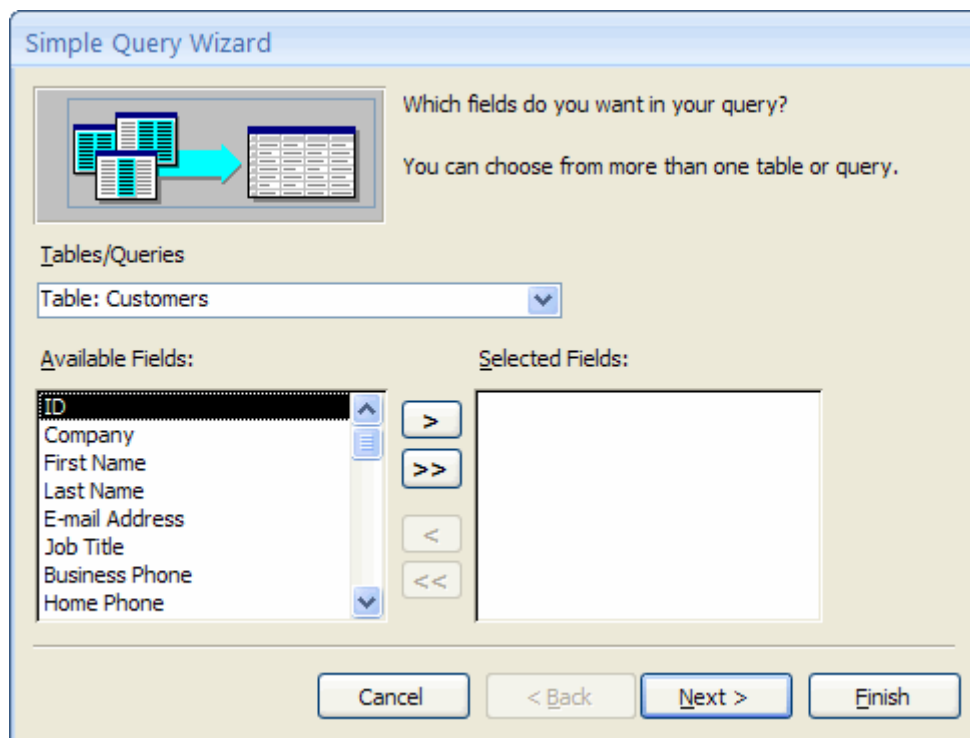 Simple Query Wizard
Which fields do you want in your query?
You can choose from more than one table or query.
Tables/Queries
Table: Customers
Available Fields:
Selected Fields:
ID
Company
First Name
Last Name
E-mail Address
Job Title
Business Phone
Home Phone
>
>>
<
<<
Cancel
< Back
Next >
Finish